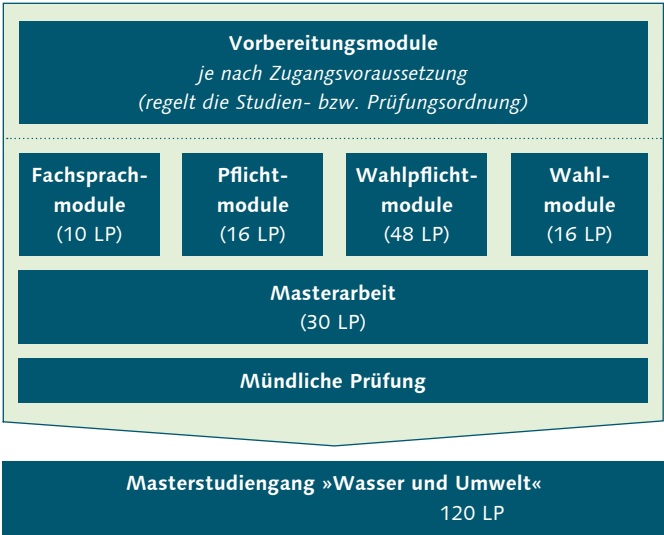 Vorbereitungsmodule
je nach Zugangsvoraussetzung
(regelt die Studien- bzw. Prüfungsordnung)
Fachsprach-
module
(10 LP)
Pflicht-
module
(16 LP)
Wahlpflicht-
module
(48 LP)
Wahl-
module
(16 LP)
Masterarbeit
(30 LP)
Mündliche Prüfung
Masterstudiengang »Wasser und Umwelt«
120 LP